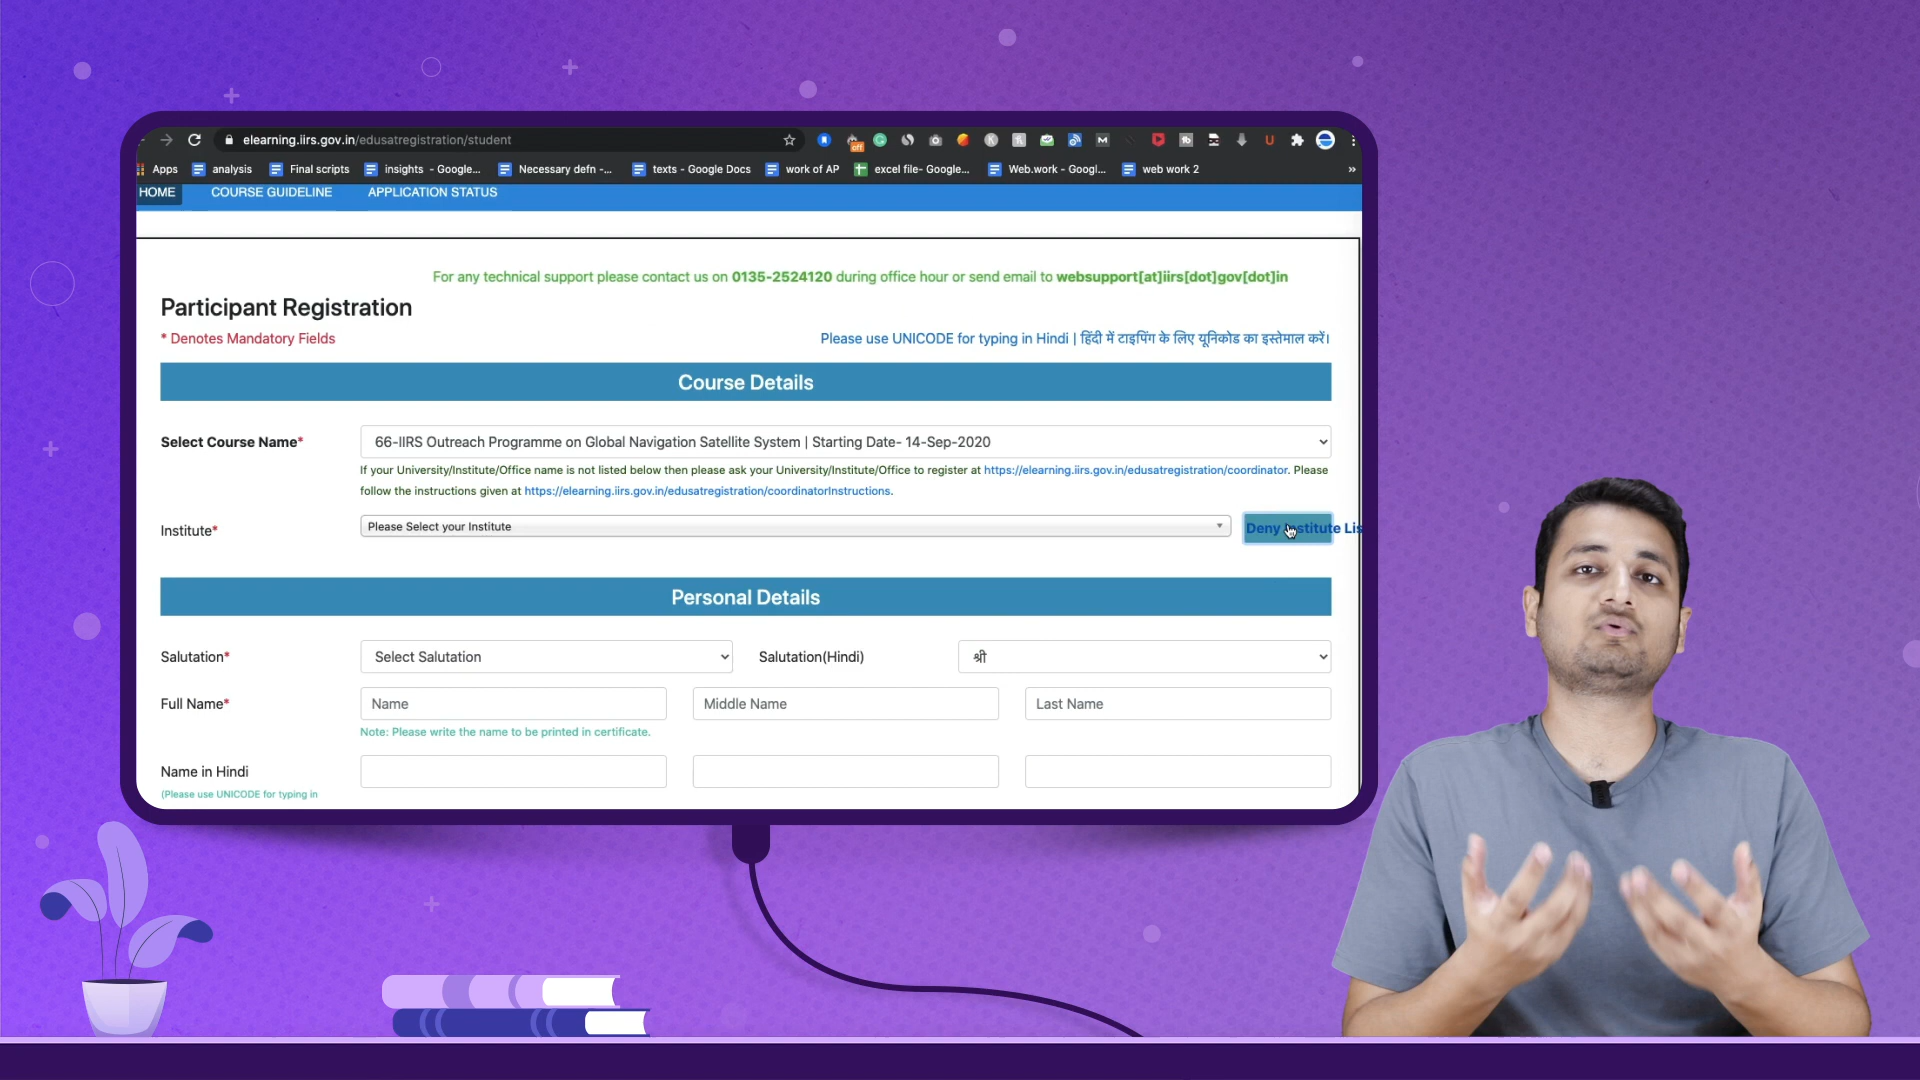 elearning.iirs.gov.in/edusatregistration/student
off
Apps analysis Final scripts insights - Google... Necessary defn -... texts - Google Docs work of AP excel file- Google... Web.work - Googl... web work 2 »
HOME COURSE GUIDELINE APPLICATION STATUS
For any technical support please contact us on 0135-2524120 during office hour or send email to websupport[at]iirs[dot]gov[dot]in
Participant Registration
* Denotes Mandatory Fields
Please use UNICODE for typing in Hindi | हिंदी में टाइपिंग के लिए यूनिकोड का इस्तेमाल करें।
Course Details
Select Course Name* 66-IIRS Outreach Programme on Global Navigation Satellite System | Starting Date- 14-Sep-2020
If your University/Institute/Office name is not listed below then please ask your University/Institute/Office to register at https://elearning.iirs.gov.in/edusatregistration/coordinator. Please
follow the instructions given at https://elearning.iirs.gov.in/edusatregistration/coordinatorInstructions.
Institute* Please Select your Institute Deny Institute Lis
Personal Details
Salutation* Select Salutation Salutation(Hindi) श्री
Full Name* Name Middle Name Last Name
Note: Please write the name to be printed in certificate.
Name in Hindi
(Please use UNICODE for typing in